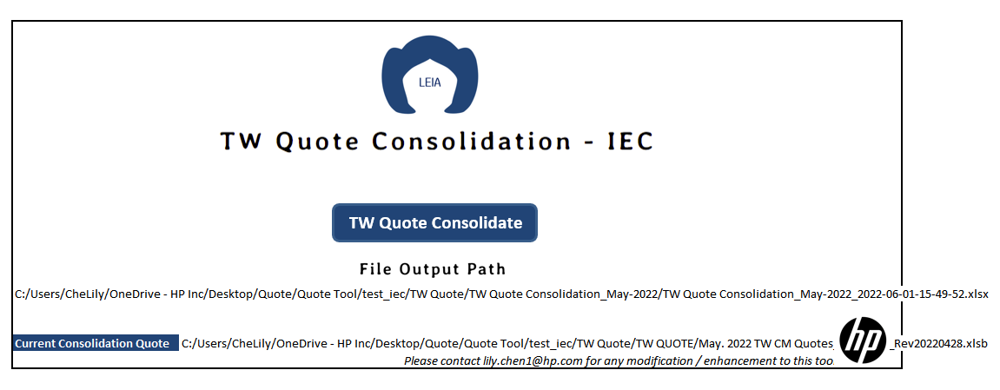 LEIA
TW Quote Consolidation - IEC
TW Quote Consolidate
File Output Path
C:/Users/CheLily/OneDrive - HP Inc/Desktop/Quote/Quote Tool/test_iec/TW Quote/TW Quote Consolidation_May-2022/TW Quote Consolidation_May-2022_2022-06-01-15-49-52.xlsx
Current Consolidation Quote C:/Users/CheLily/OneDrive - HP Inc/Desktop/Quote/Quote Tool/test_iec/TW Quote/TW QUOTE/May. 2022 TW CM Quotes_ _Rev20220428.xlsb
hp
Please contact lily.chen1@hp.com for any modification / enhancement to this too